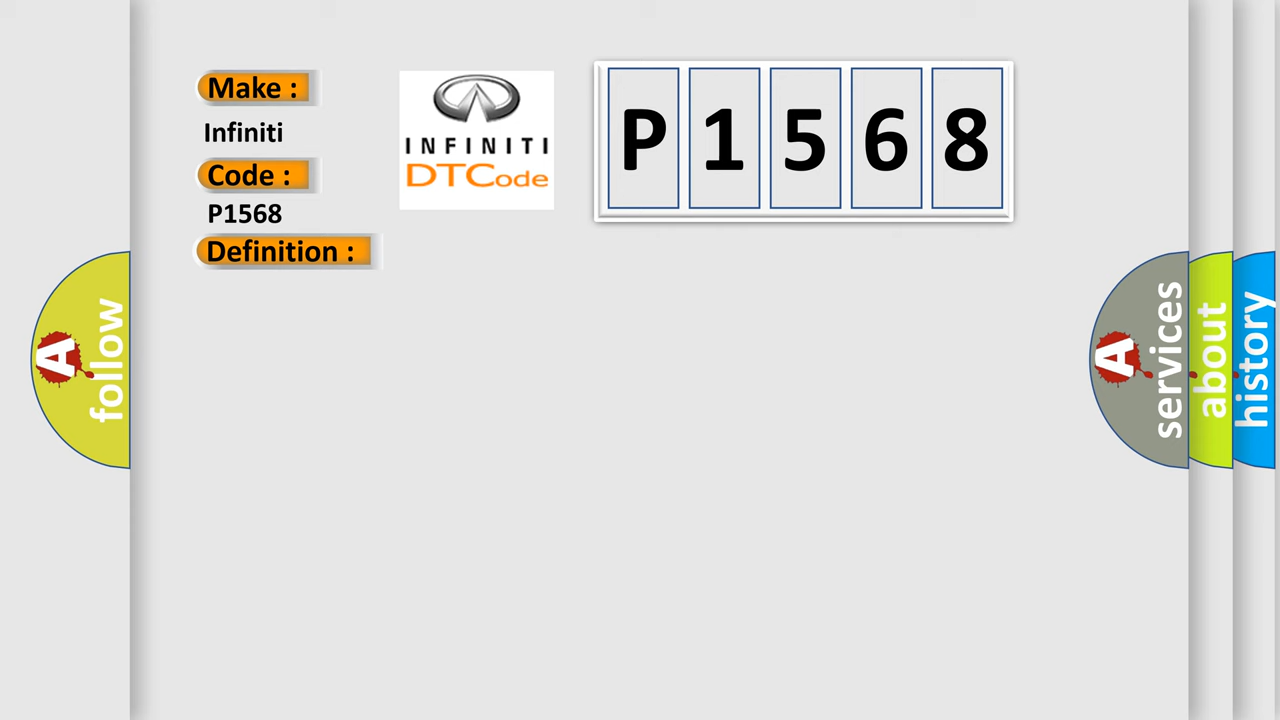 Make :
Infiniti
Code :
P1568
Definition :
INFINITI
DTCode
P 1 5 6 8
A follow
A services
about
history